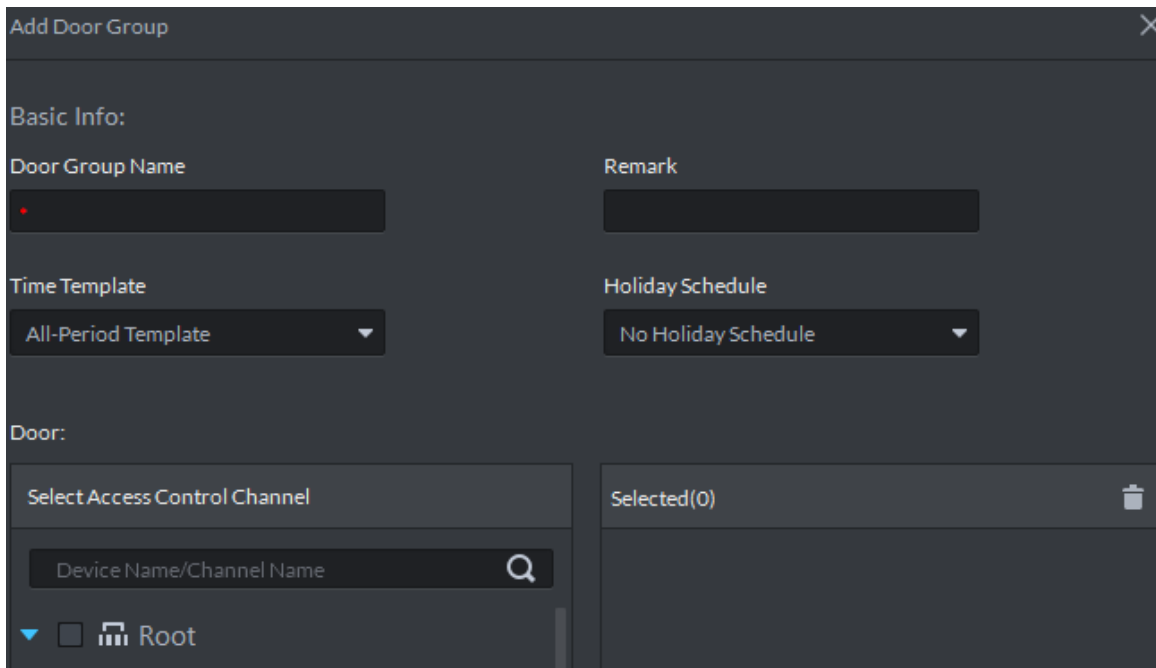 Add Door Group
Basic Info:
Door Group Name
Remark
*
Time Template
Holiday Schedule
All-Period Template
No Holiday Schedule
Door:
Select Access Control Channel
Selected(0)
Device Name/Channel Name
Root